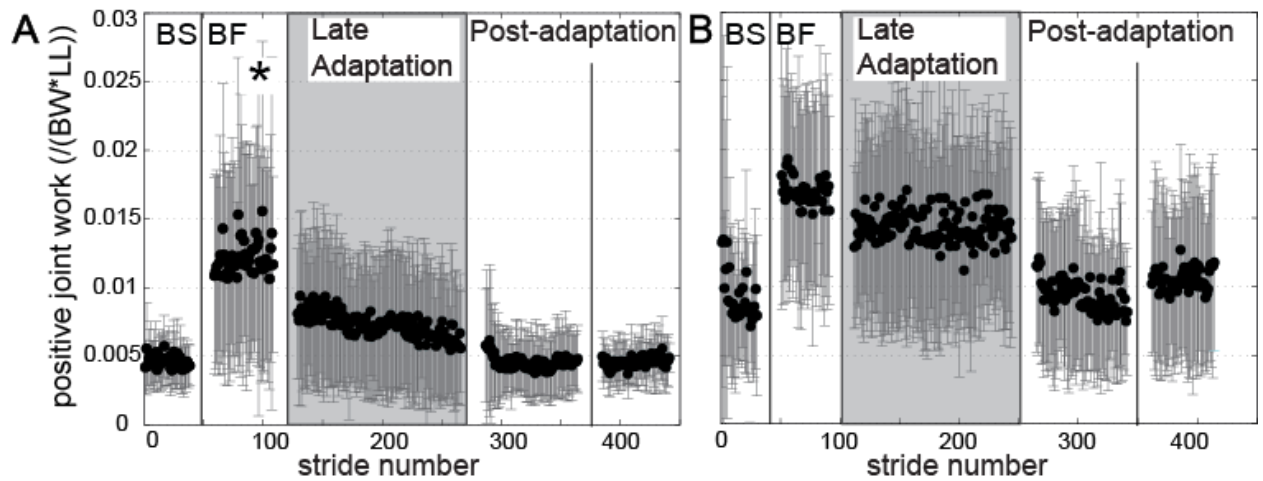 A
BS
BF
*
Late
Adaptation
Post-adaptation
positive joint work (/(BW*LL))
0.03
0.025
0.02
0.015
0.01
0.005
0
0 100 200 300 400
stride number
B
BS
BF
Late
Adaptation
Post-adaptation
0 100 200 300 400
stride number